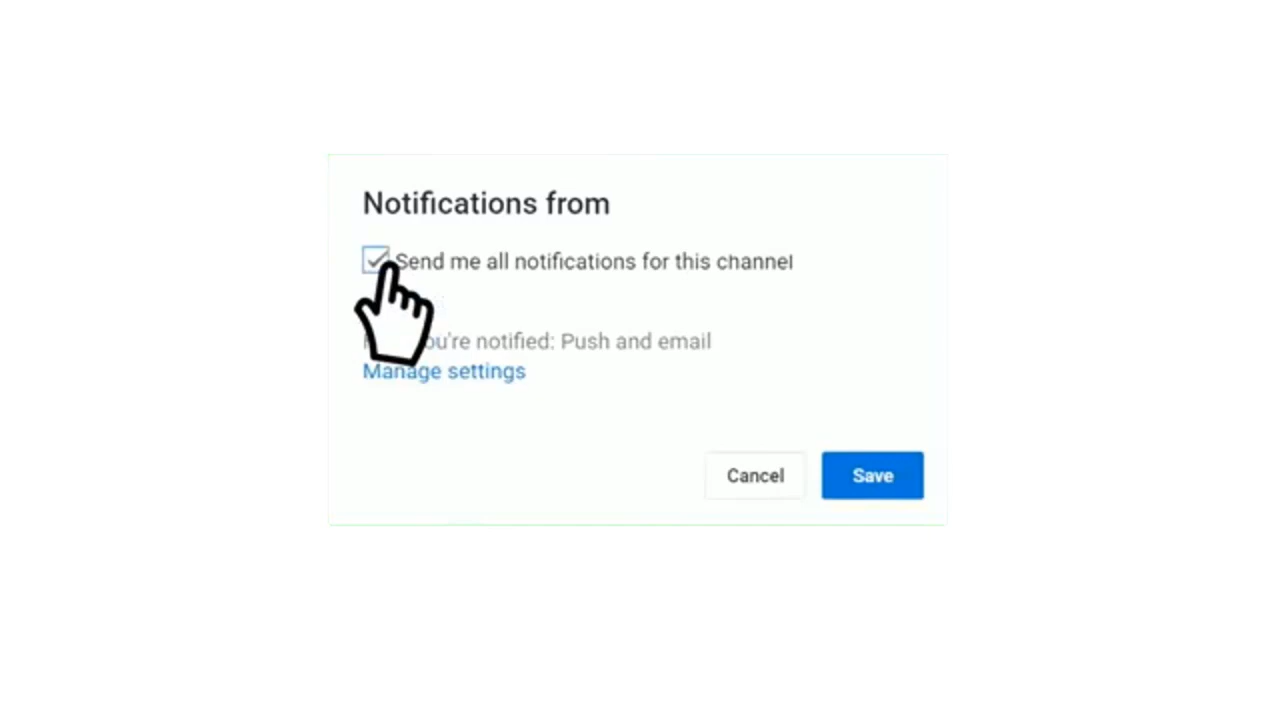 Notifications from
Send me all notifications for this channel
ou're notified: Push and email
Manage settings
Cancel
Save